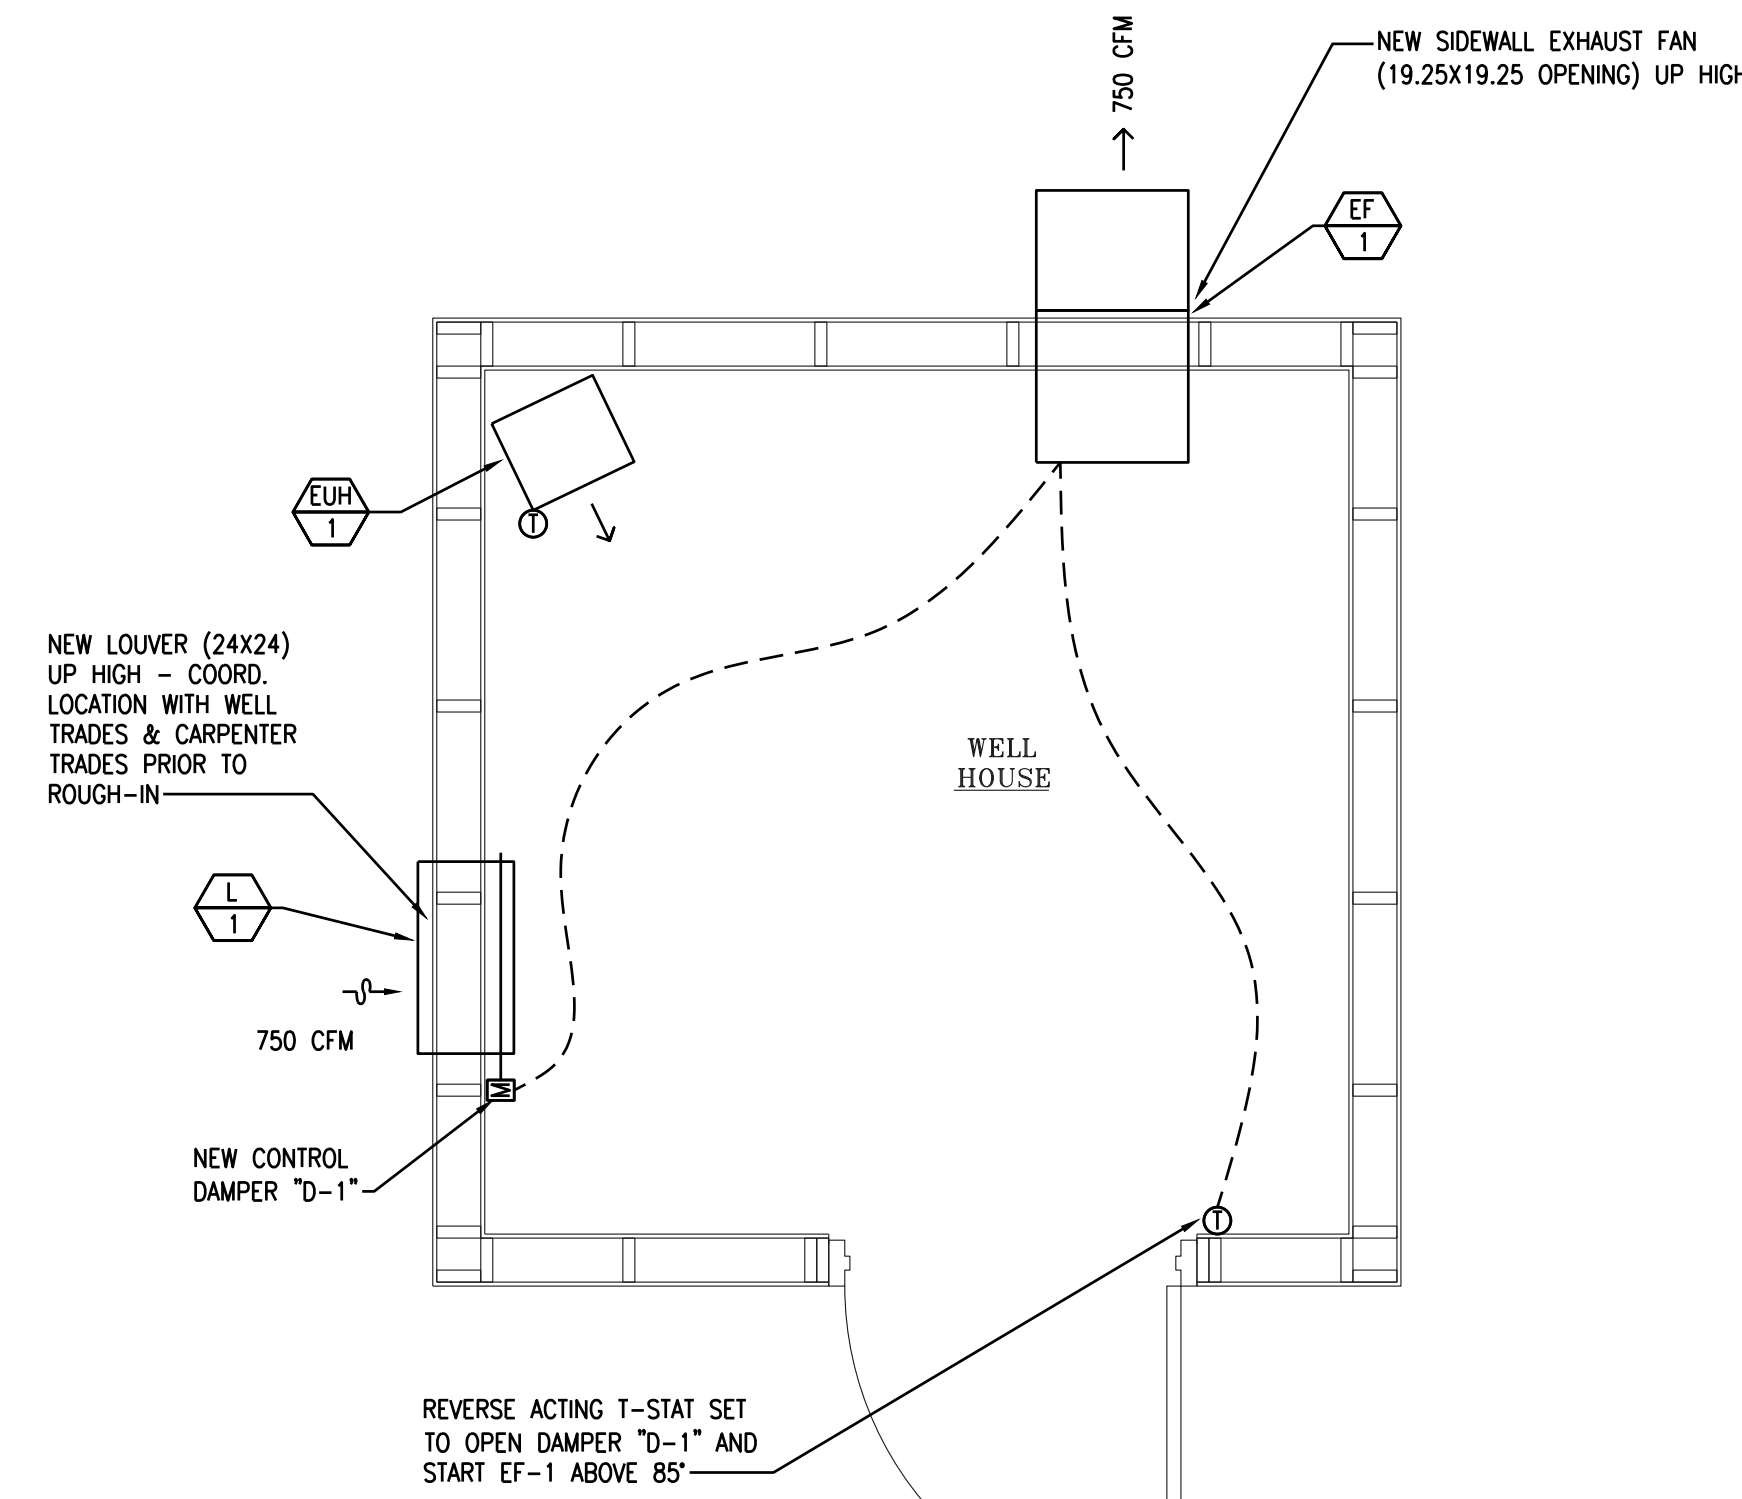 750 CFM
NEW SIDEWALL EXHAUST FAN
(19.25X19.25 OPENING) UP HIGH
EF
1
EUH
1
T
NEW LOUVER (24X24)
UP HIGH - COORD.
LOCATION WITH WELL
TRADES & CARPENTER
TRADES PRIOR TO
ROUGH-IN
WELL
HOUSE
L
1
750 CFM
M
NEW CONTROL
DAMPER "D-1"
T
REVERSE ACTING T-STAT SET
TO OPEN DAMPER "D-1" AND
START EF-1 ABOVE 85°